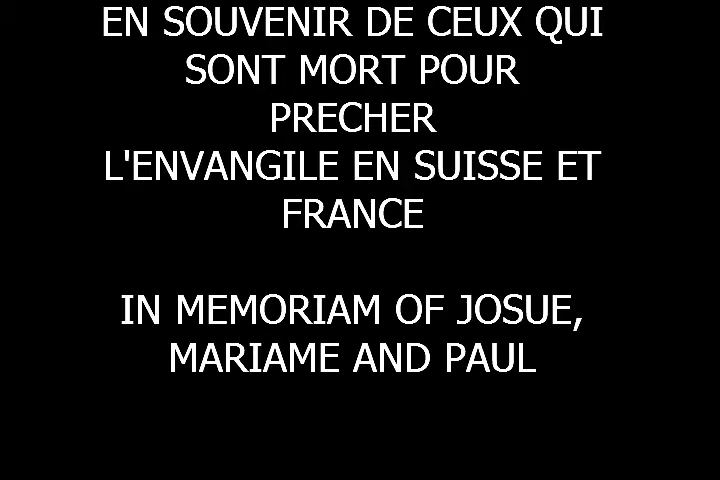 EN SOUVENIR DE CEUX QUI
SONT MORT POUR
PRECHER
L'ENVANGILE EN SUISSE ET
FRANCE
IN MEMORIAM OF JOSUE,
MARIAME AND PAUL